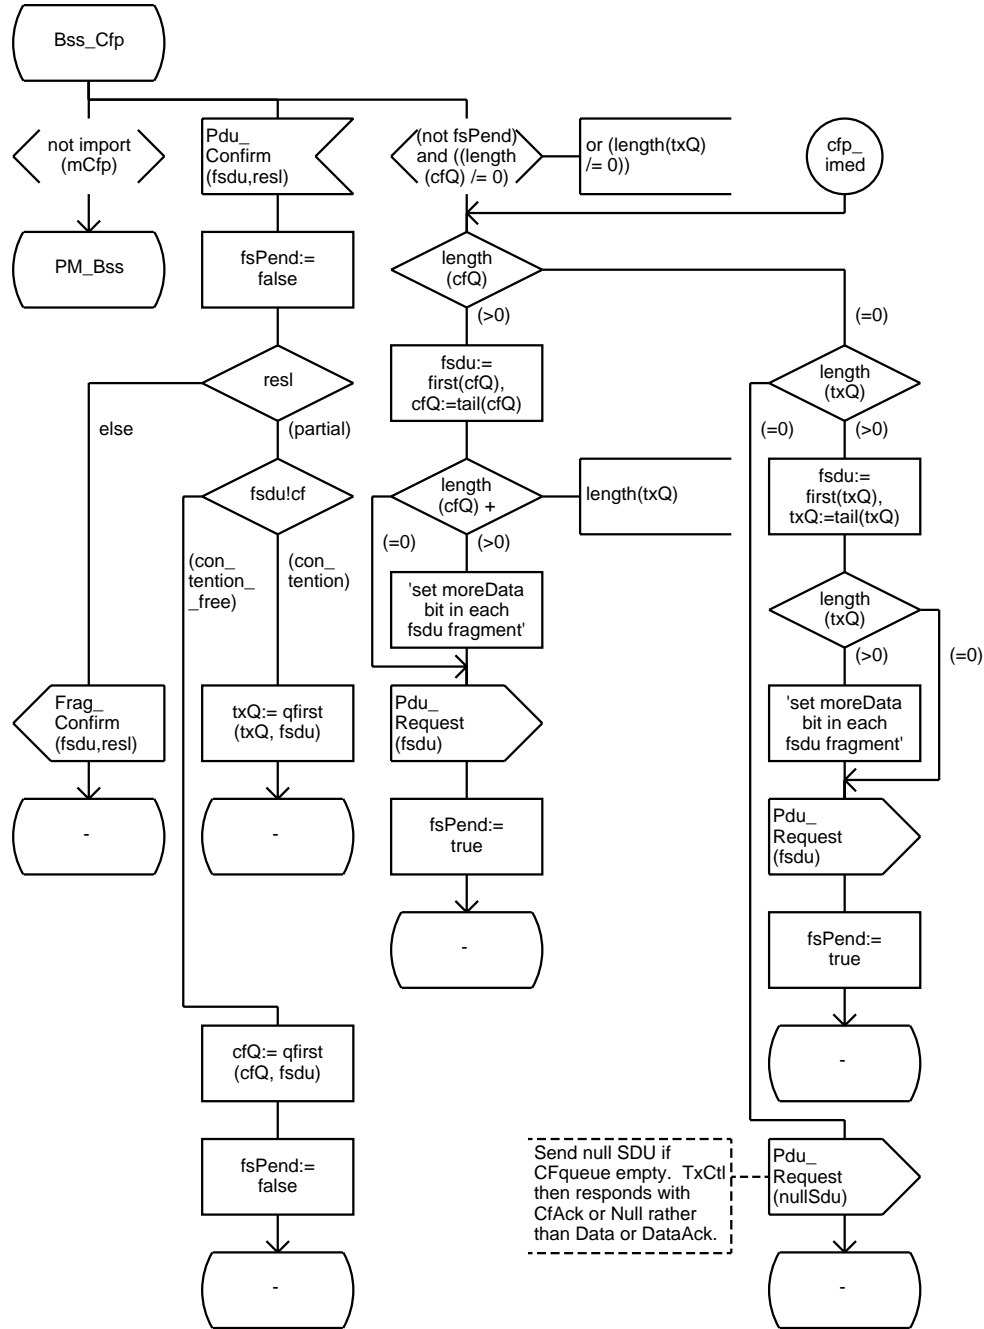 Bss_Cfp
not import
(mCfp)
PM_Bss
Pdu_
Confirm
(fsdu,resl)
fsPend:=
false
resl
else
(partial)
fsdu!cf
(con_
tention_
_free)
(con_
tention)
Frag_
Confirm
(fsdu,resl)
-
txQ:= qfirst
(txQ, fsdu)
-
cfQ:= qfirst
(cfQ, fsdu)
fsPend:=
false
-
(not fsPend)
and ((length
(cfQ) /= 0)
or (length(txQ)
/= 0))
cfp_
imed
length
(cfQ)
(>0)
(=0)
fsdu:=
first(cfQ),
cfQ:=tail(cfQ)
length
(cfQ) +
length(txQ)
(=0)
(>0)
'set moreData
bit in each
fsdu fragment'
Pdu_
Request
(fsdu)
fsPend:=
true
-
length
(txQ)
(=0)
(>0)
fsdu:=
first(txQ),
txQ:=tail(txQ)
length
(txQ)
(>0)
(=0)
'set moreData
bit in each
fsdu fragment'
Pdu_
Request
(fsdu)
fsPend:=
true
-
Send null SDU if
CFqueue empty.  TxCtl
then responds with
CfAck or Null rather
than Data or DataAck.
Pdu_
Request
(nullSdu)
-